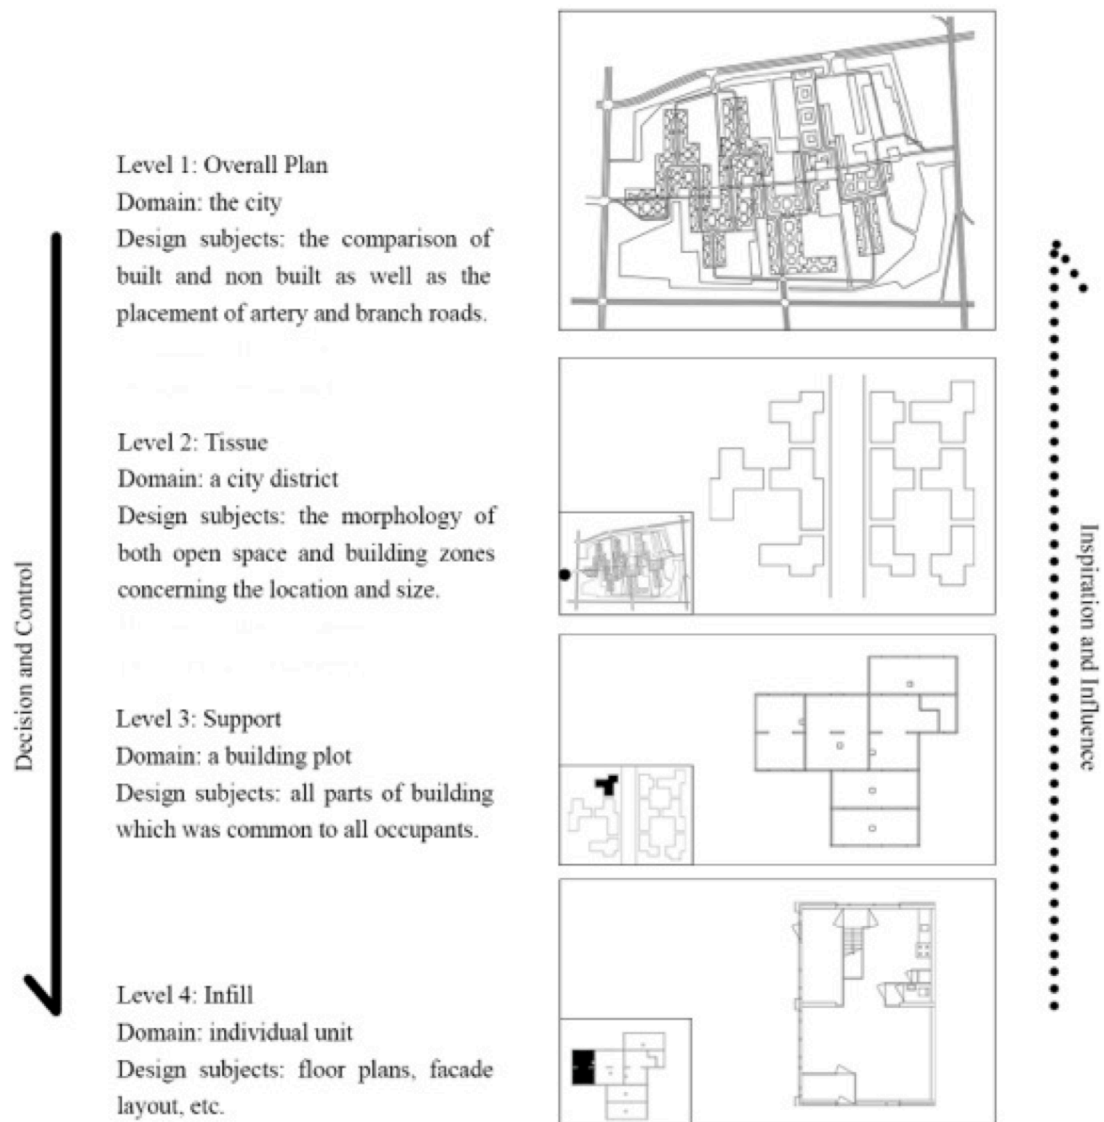 Level 1: Overall Plan
Domain: the city
Design subjects: the comparison of
built and non built as well as the
placement of artery and branch roads.
Level 2: Tissue
Domain: a city district
Design subjects: the morphology of
both open space and building zones
concerning the location and size.
Level 3: Support
Domain: a building plot
Design subjects: all parts of building
which was common to all occupants.
Level 4: Infill
Domain: individual unit
Design subjects: floor plans, facade
layout, etc.
Decision and Control
Inspiration and Influence